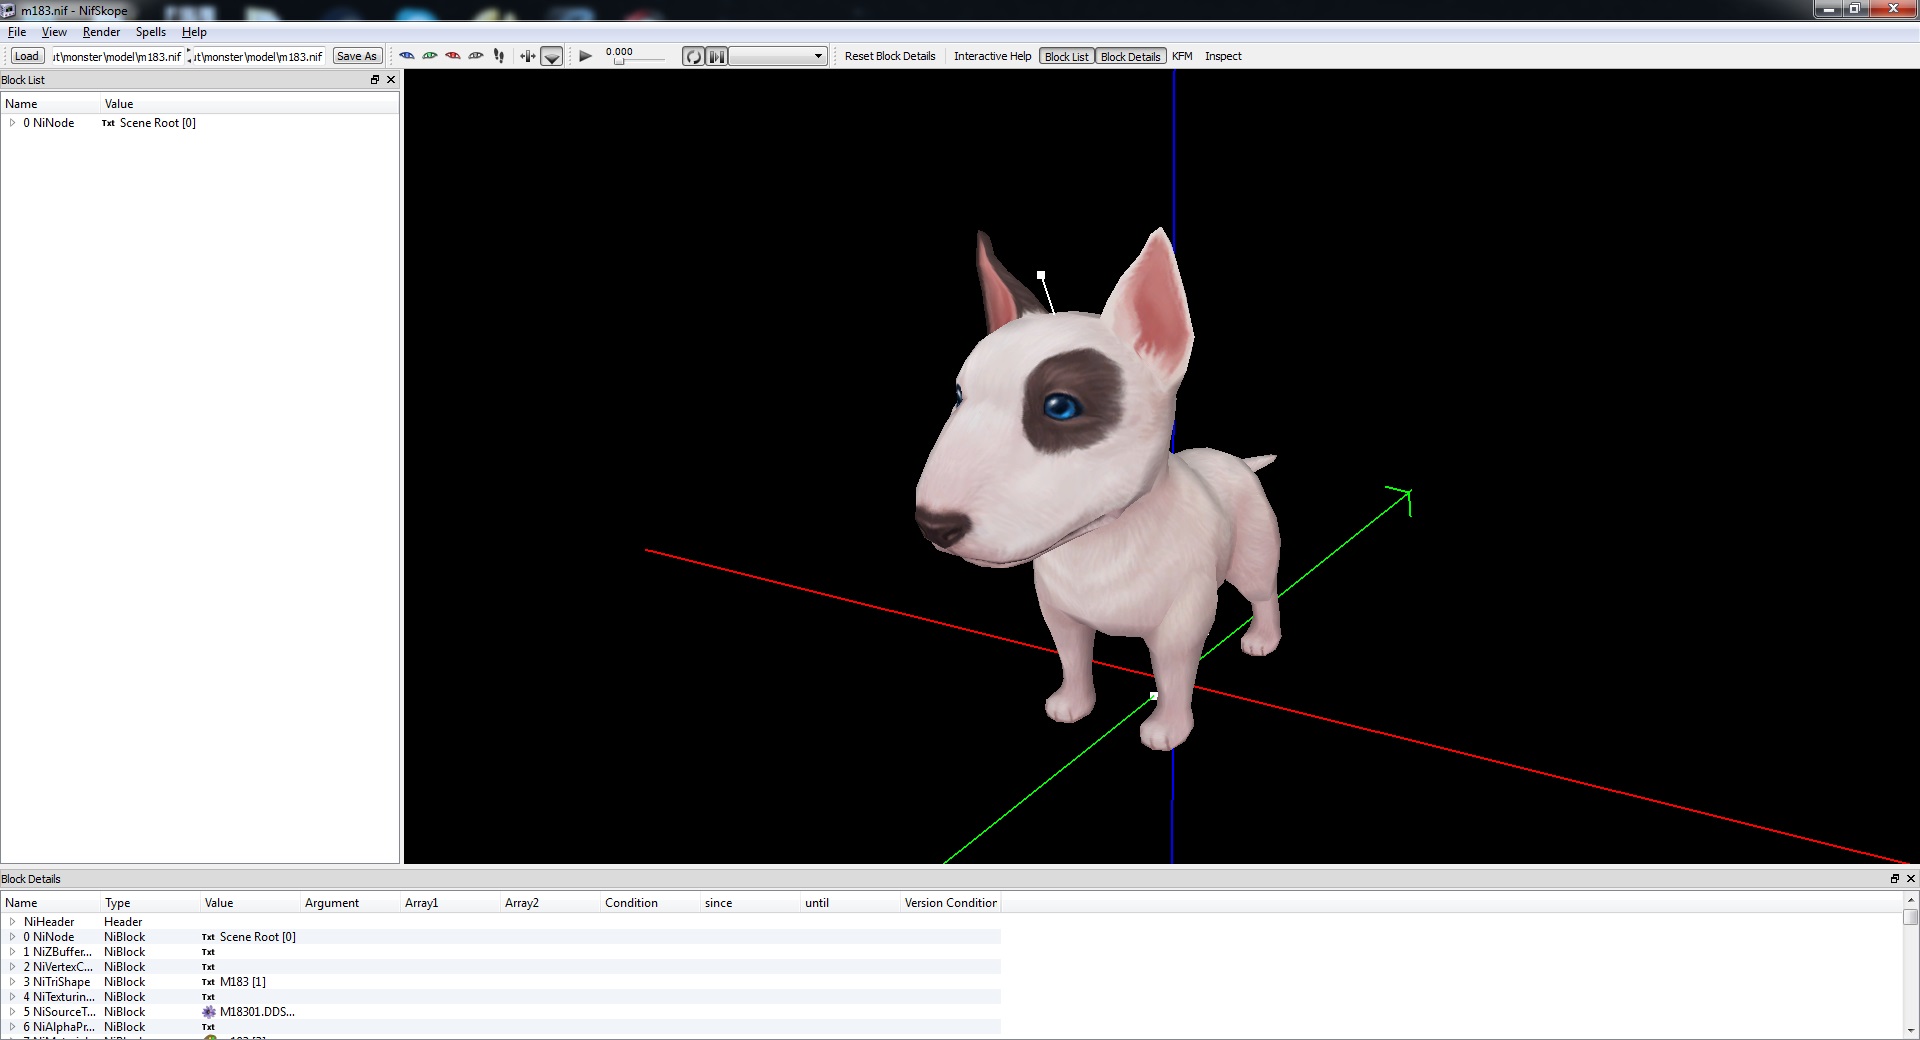 m183.nif - NifSkope
File View Render Spells Help
Load ut\monster\model\m183.nif ut\monster\model\m183.nif Save As 0.000 Reset Block Details Interactive Help Block List Block Details KFM Inspect
Block List
Name Value
0 NiNode Txt Scene Root [0]
Block Details
Name Type Value Argument Array1 Array2 Condition since until Version Condition
NiHeader Header
0 NiNode NiBlock Txt Scene Root [0]
1 NiZBuffer... NiBlock Txt
2 NiVertexC... NiBlock Txt
3 NiTriShape NiBlock Txt M183 [1]
4 NiTexturin... NiBlock Txt
5 NiSourceT... NiBlock M18301.DDS...
6 NiAlphaPr... NiBlock Txt